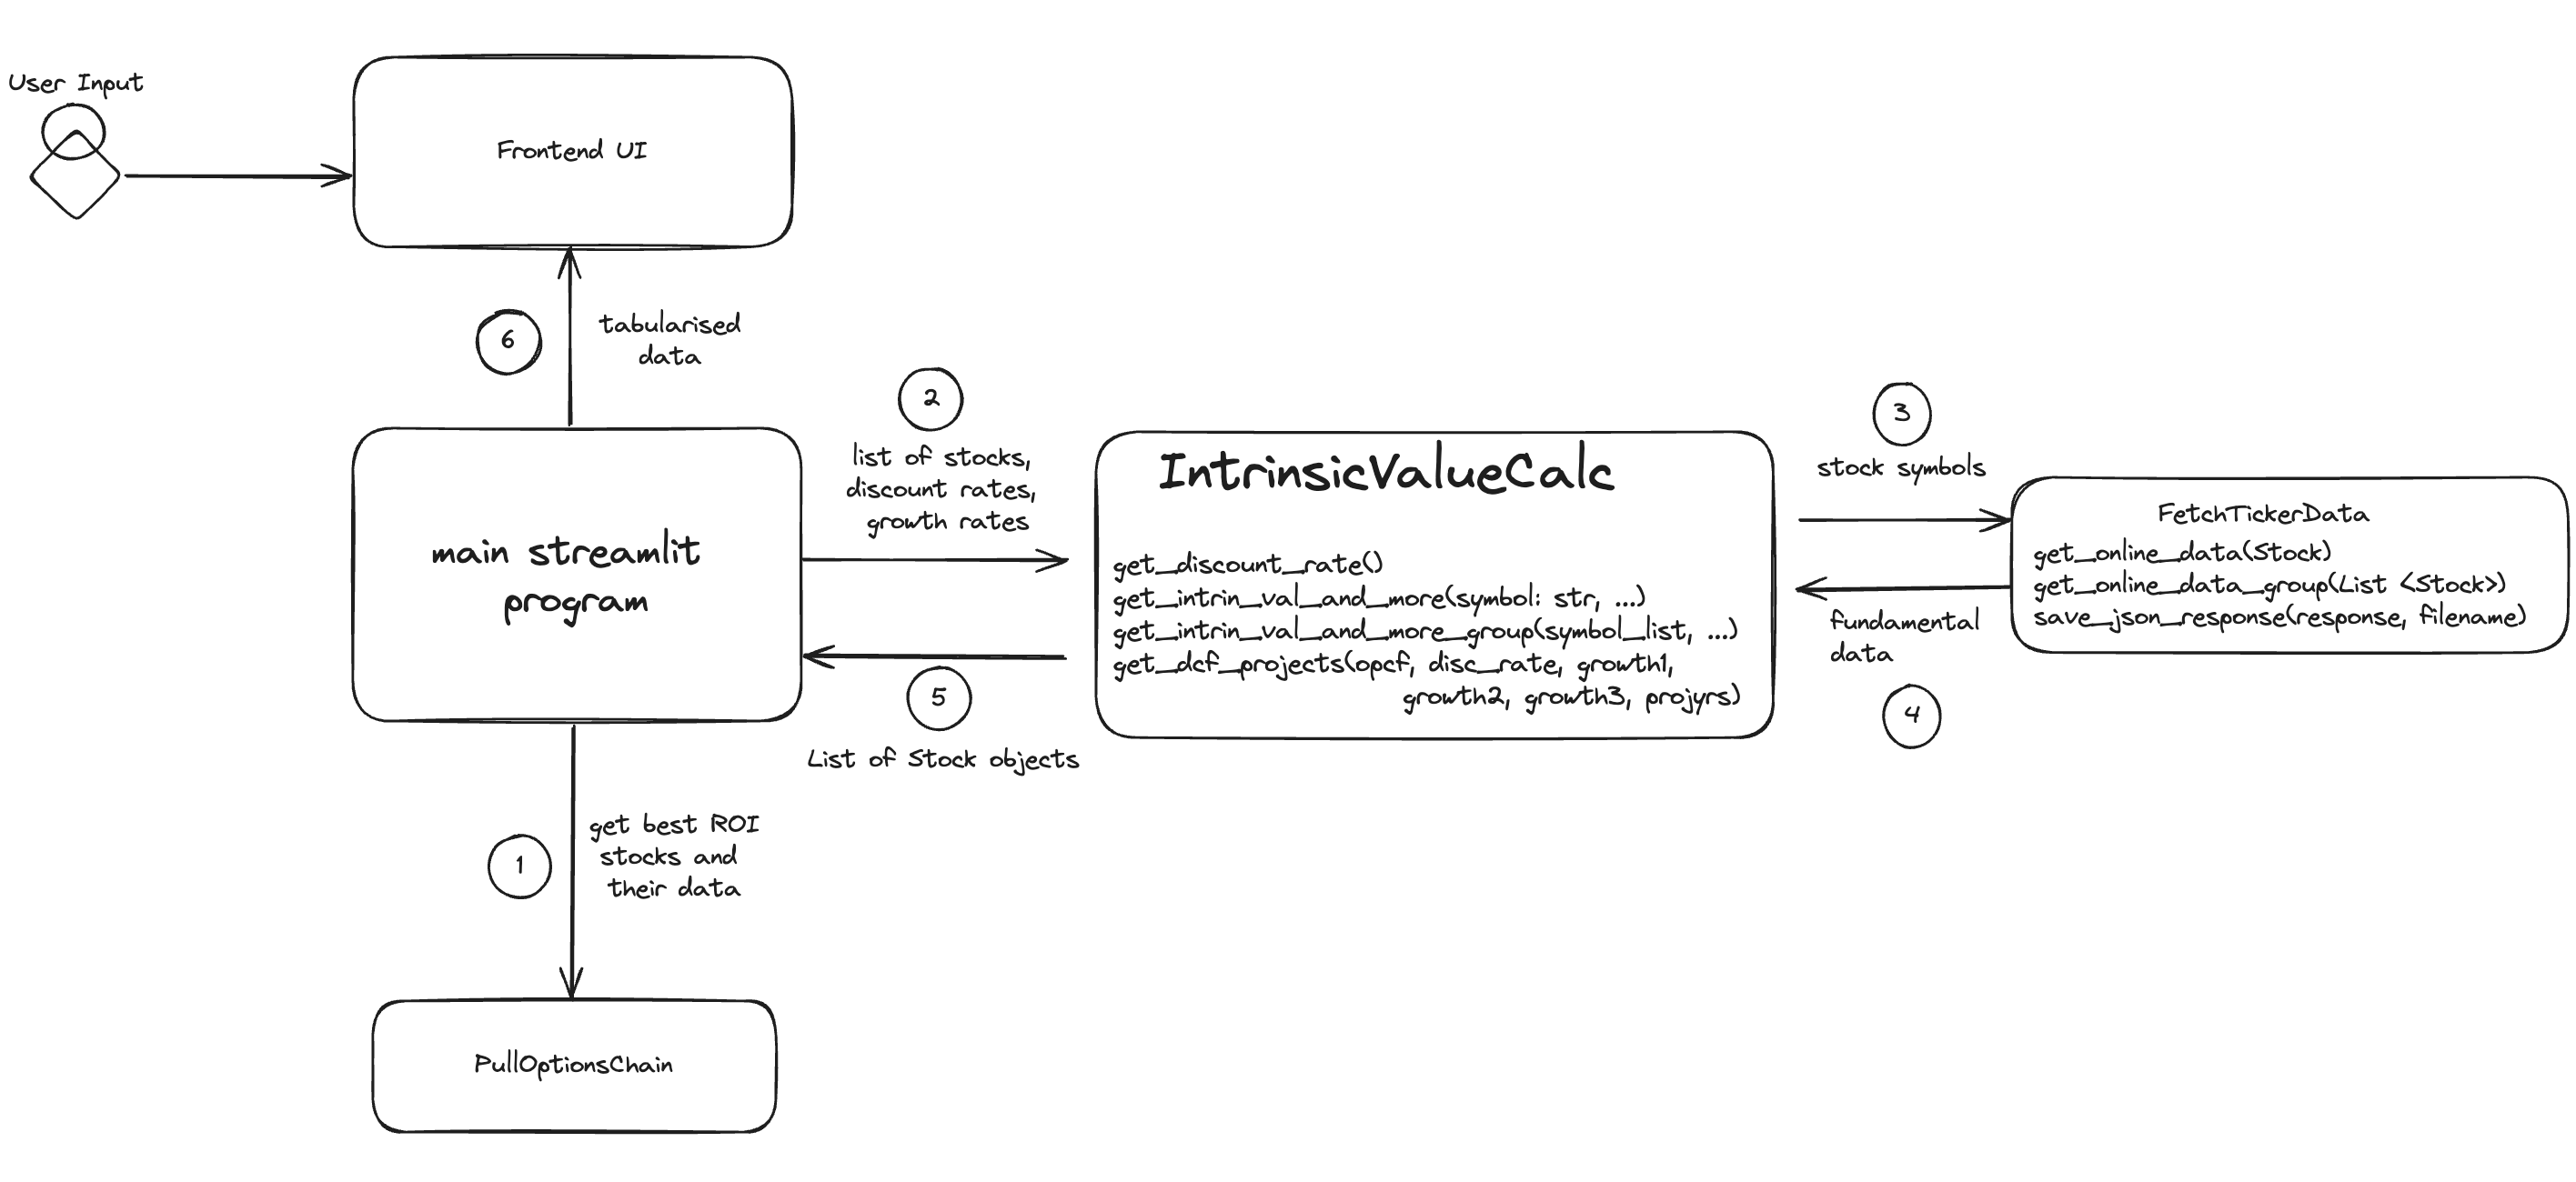 User Input
Frontend UI
6
tabularised
data
2
list of stocks,
discount rates,
growth rates
main streamlit
program
5
List of Stock objects
IntrinsicValueCalc
get_discount_rate()
get_intrin_val_and_more(symbol: str, ...)
get_intrin_val_and_more_group(symbol_list, ...)
get_dcf_projects(opcf, disc_rate, growth1,
growth2, growth3, projyrs)
3
stock symbols
FetchTickerData
get_online_data(Stock)
get_online_data_group(List <Stock>)
save_json_response(response, filename)
fundamental
data
4
1
get best ROI
stocks and
their data
PullOptionsChain